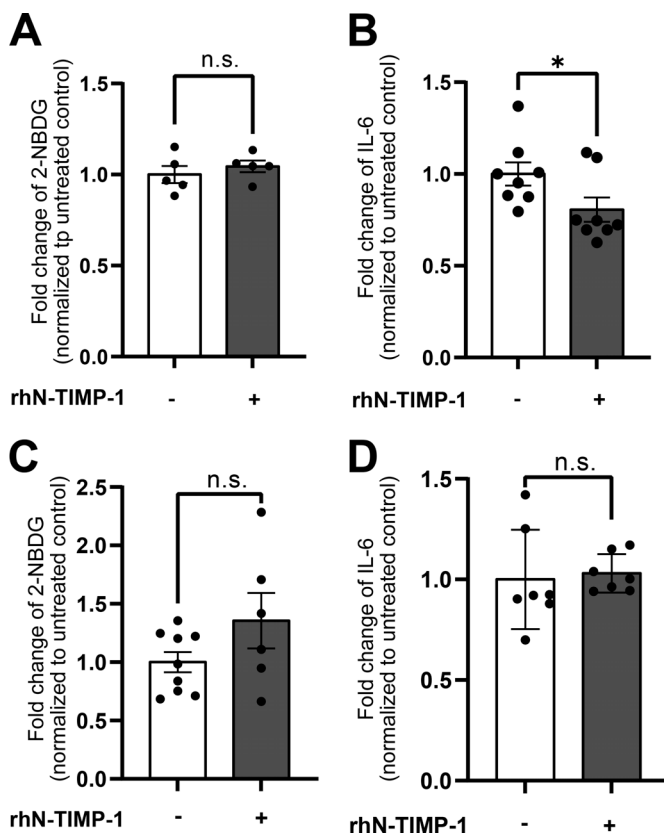 A
n.s.
Fold change of 2-NBDG
(normalized tp untreated control)
1.5
1.0
0.5
0.0
rhN-TIMP-1 - +
B
*
Fold change of IL-6
(normalized to untreated control)
1.5
1.0
0.5
0.0
rhN-TIMP-1 - +
C
n.s.
Fold change of 2-NBDG
(normalized to untreated control)
2.5
2.0
1.5
1.0
0.5
0.0
rhN-TIMP-1 - +
D
n.s.
Fold change of IL-6
(normalized to untreated control)
1.5
1.0
0.5
0.0
rhN-TIMP-1 - +